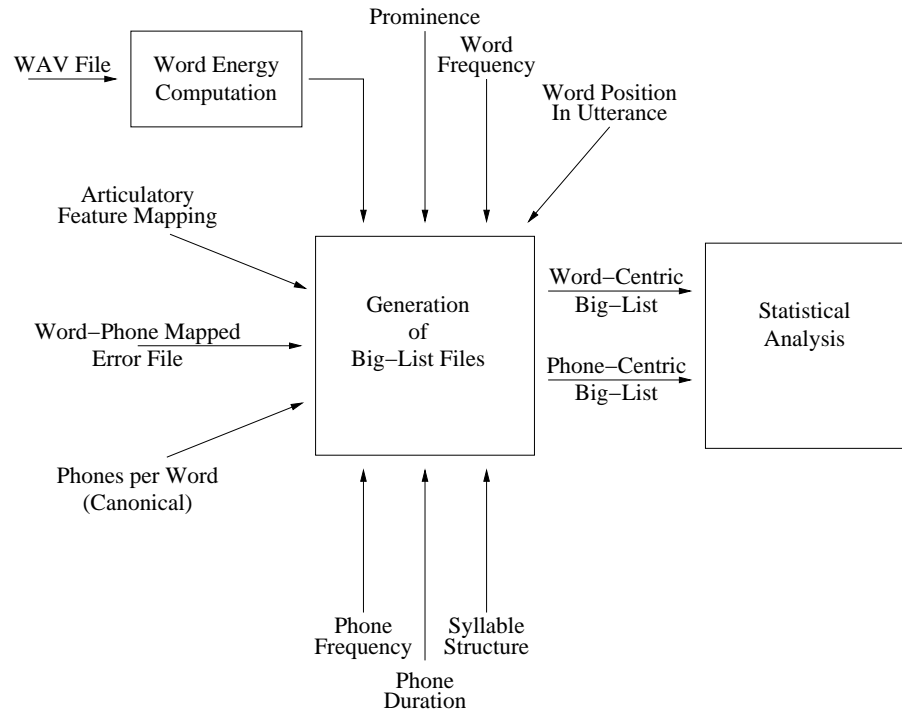 Prominence
Word
Frequency
WAV File
Word Energy
Computation
Word Position
In Utterance
Articulatory
Feature Mapping
Word−Phone Mapped
Error File
Phones per Word
(Canonical)
Generation
of
Big−List Files
Word−Centric
Big−List
Phone−Centric
Big−List
Statistical
Analysis
Phone
Frequency
Phone
Duration
Syllable
Structure